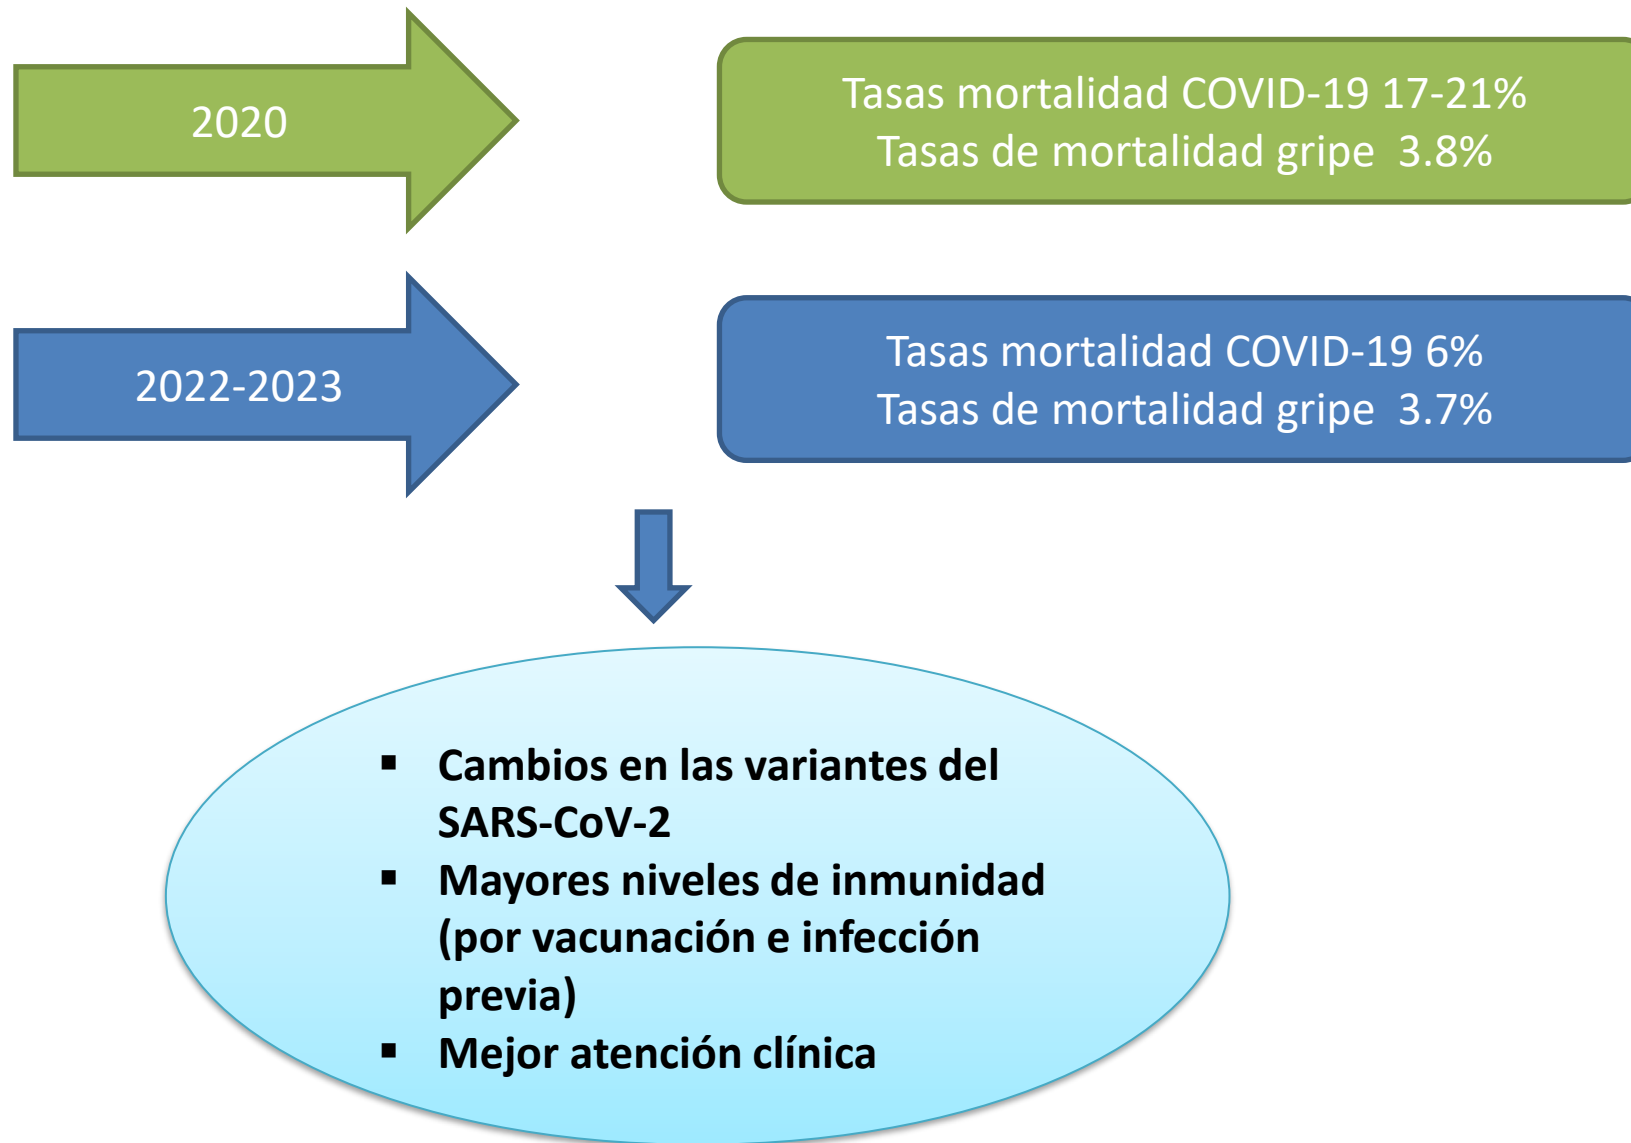 2020
Tasas mortalidad COVID-19 17-21%
Tasas de mortalidad gripe  3.8%
2022-2023
Tasas mortalidad COVID-19 6%
Tasas de mortalidad gripe  3.7%
▪ Cambios en las variantes del
SARS-CoV-2
▪ Mayores niveles de inmunidad
(por vacunación e infección
previa)
▪ Mejor atención clínica